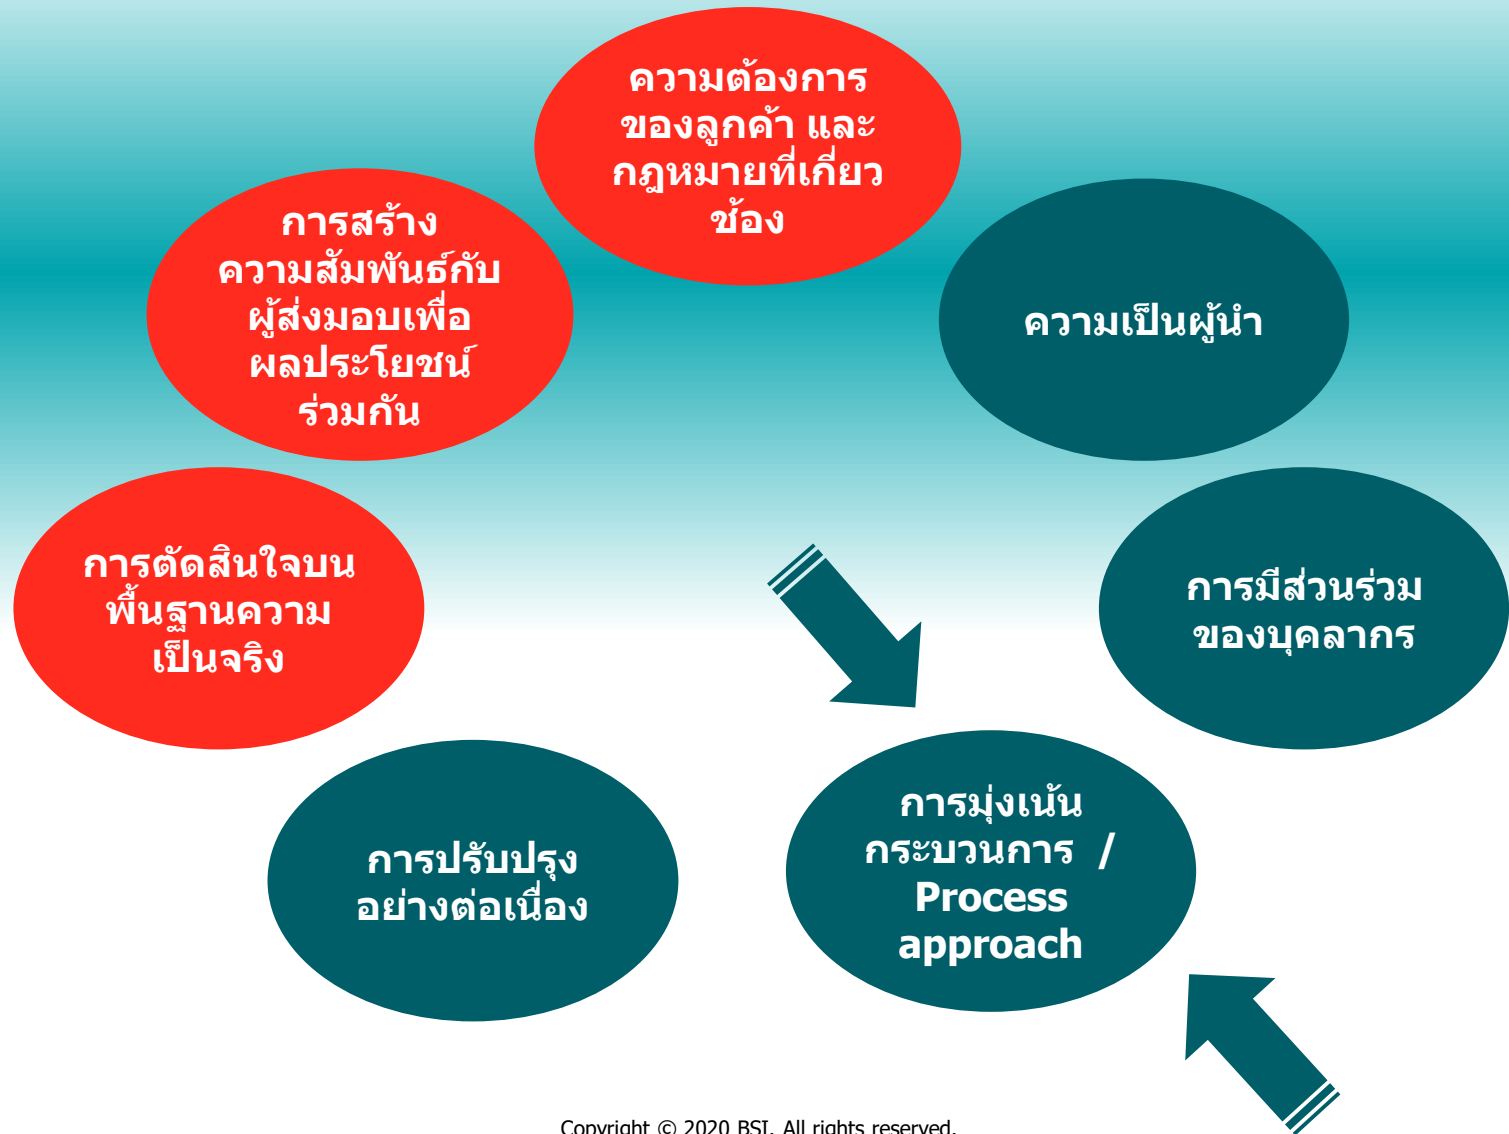 ความต้องการ
ของลูกค้า และ
กฎหมายที่เกี่ยว
ช้อง
การสร้าง
ความสัมพันธ์กับ
ผู้ส่งมอบเพื่อ
ผลประโยชน์
ร่วมกัน
ความเป็นผู้นำ
การตัดสินใจบน
พื้นฐานความ
เป็นจริง
การมีส่วนร่วม
ของบุคลากร
การปรับปรุง
อย่างต่อเนื่อง
การมุ่งเน้น
กระบวนการ /
Process
approach
Copyright © 2020 BSI. All rights reserved.